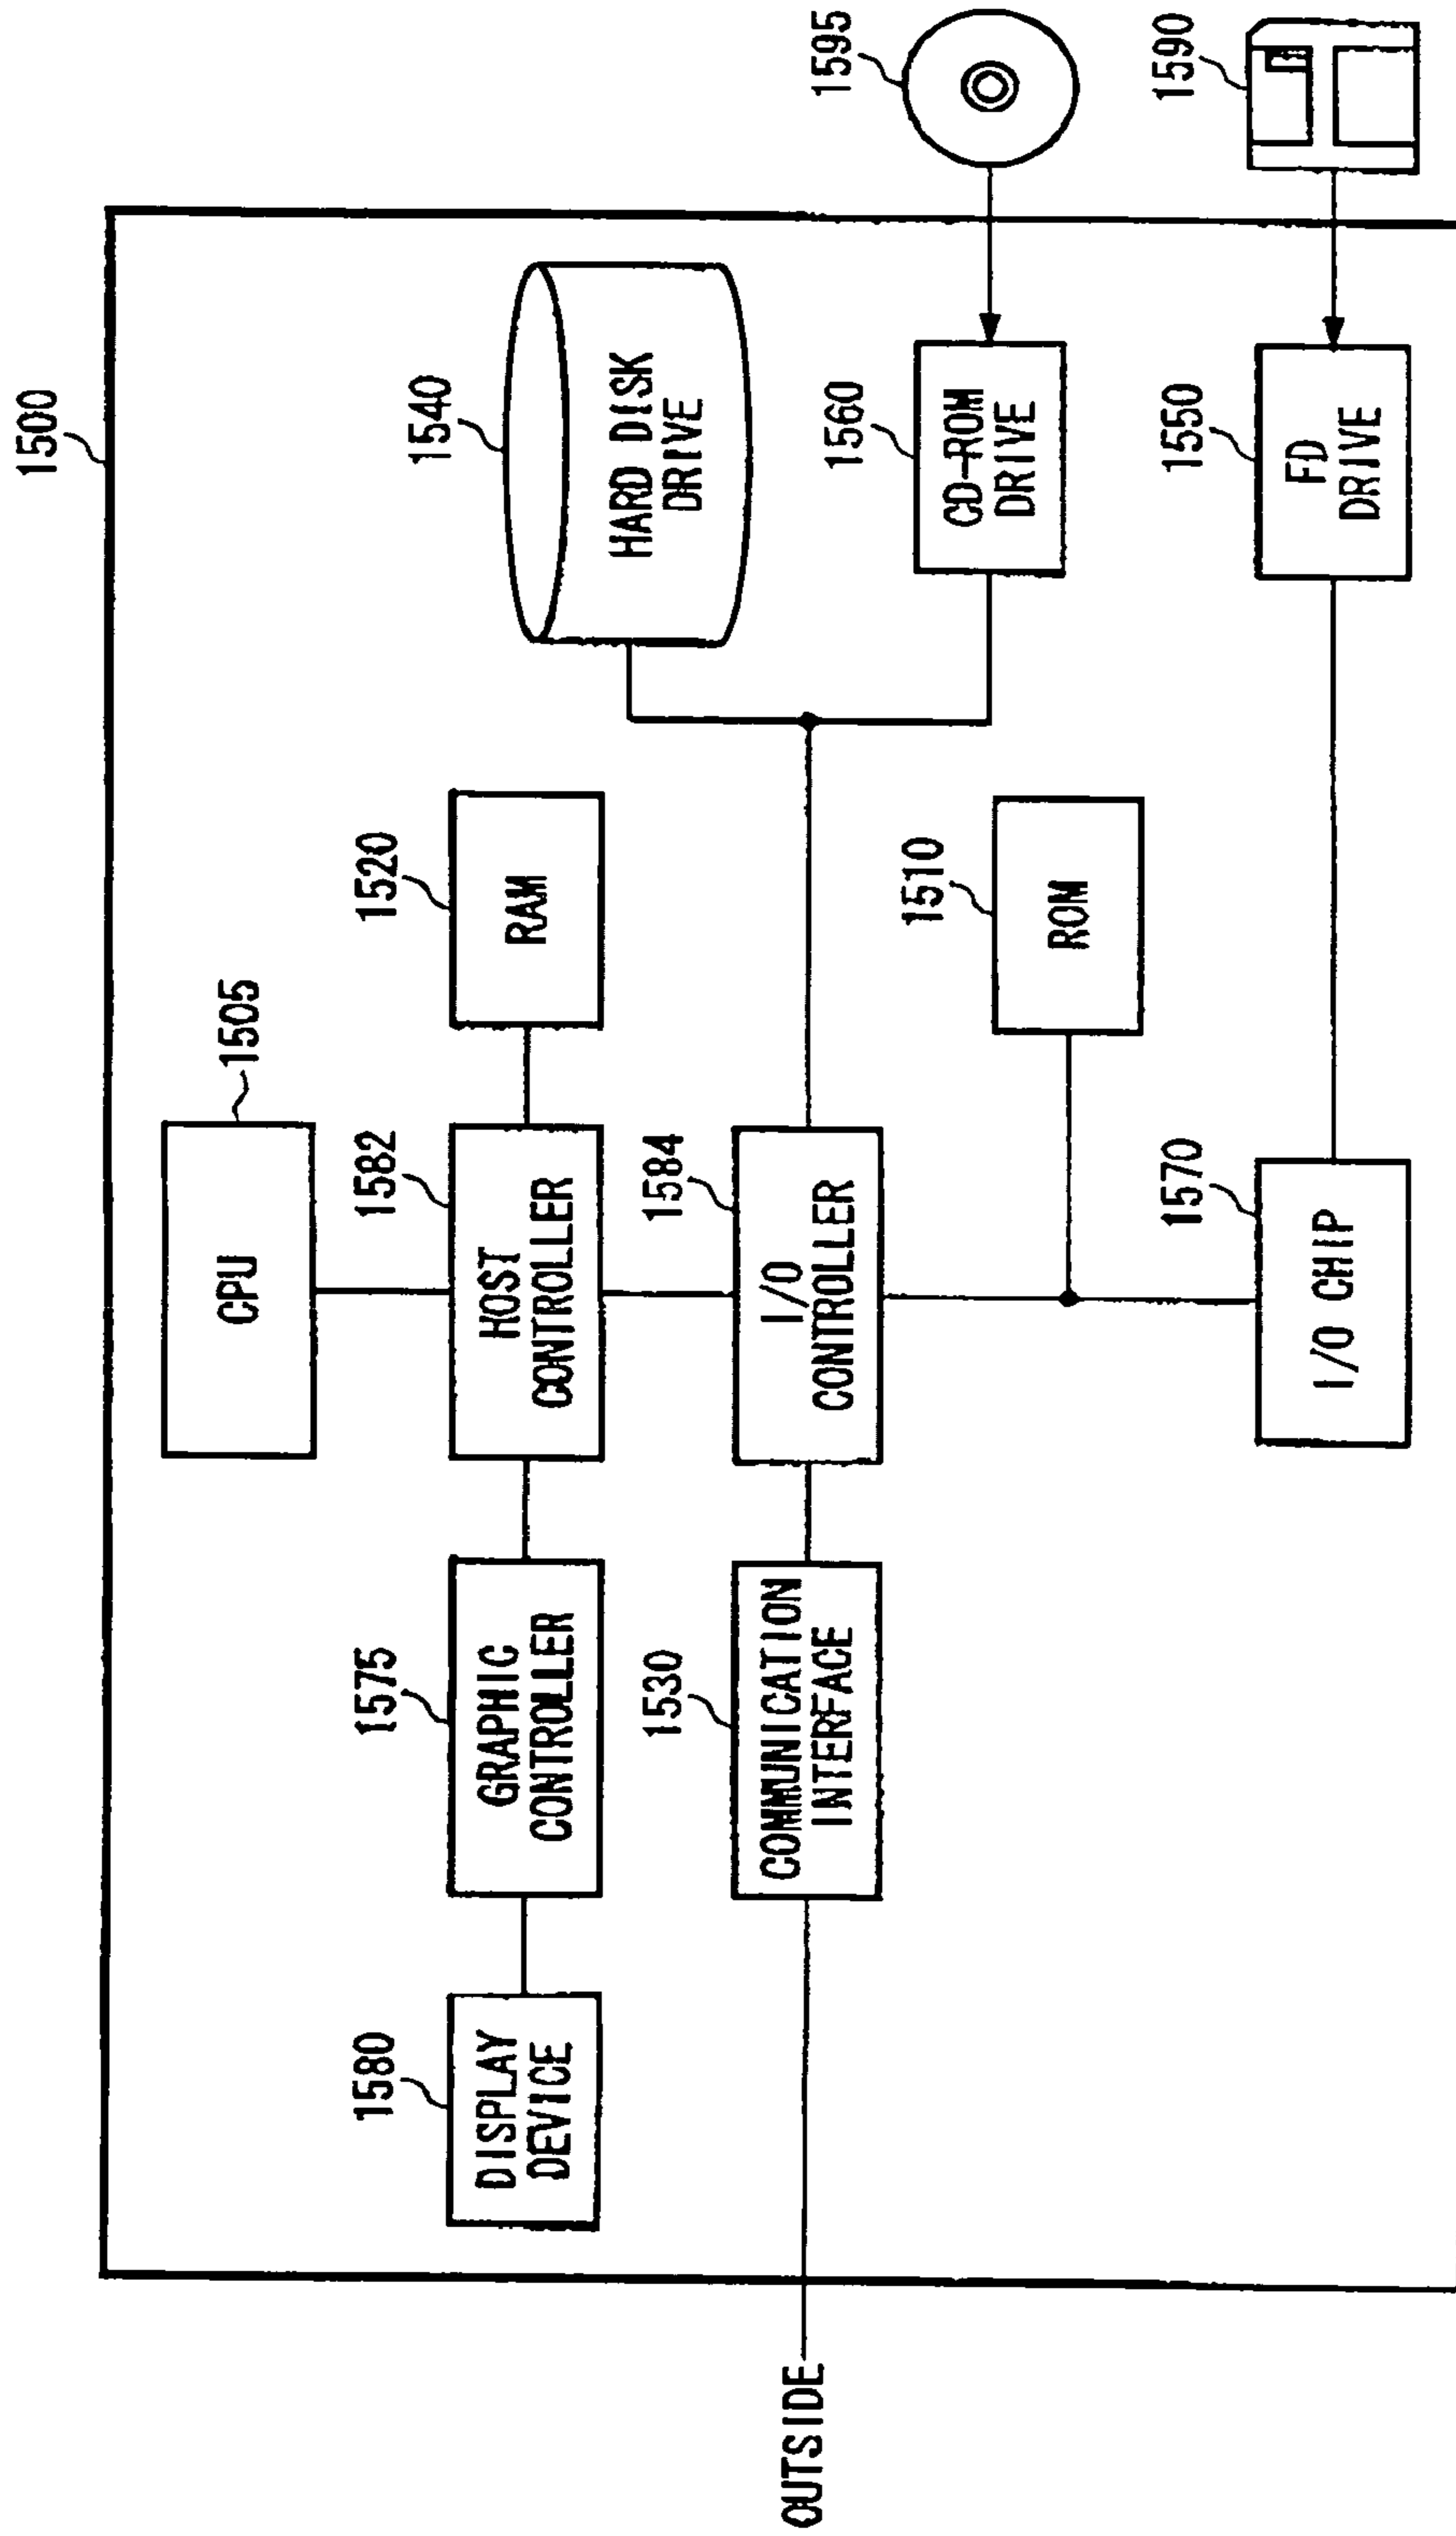 1500
CPU
1505
1580
DISPLAY
DEVICE
1575
GRAPHIC
CONTROLLER
1582
HOST
CONTROLLER
1520
RAM
1540
HARD DISK
DRIVE
OUTSIDE
1530
COMMUNICATION
INTERFACE
1584
I/O
CONTROLLER
1560
CD-ROM
DRIVE
1595
1510
ROM
1570
I/O CHIP
1550
FD
DRIVE
1590